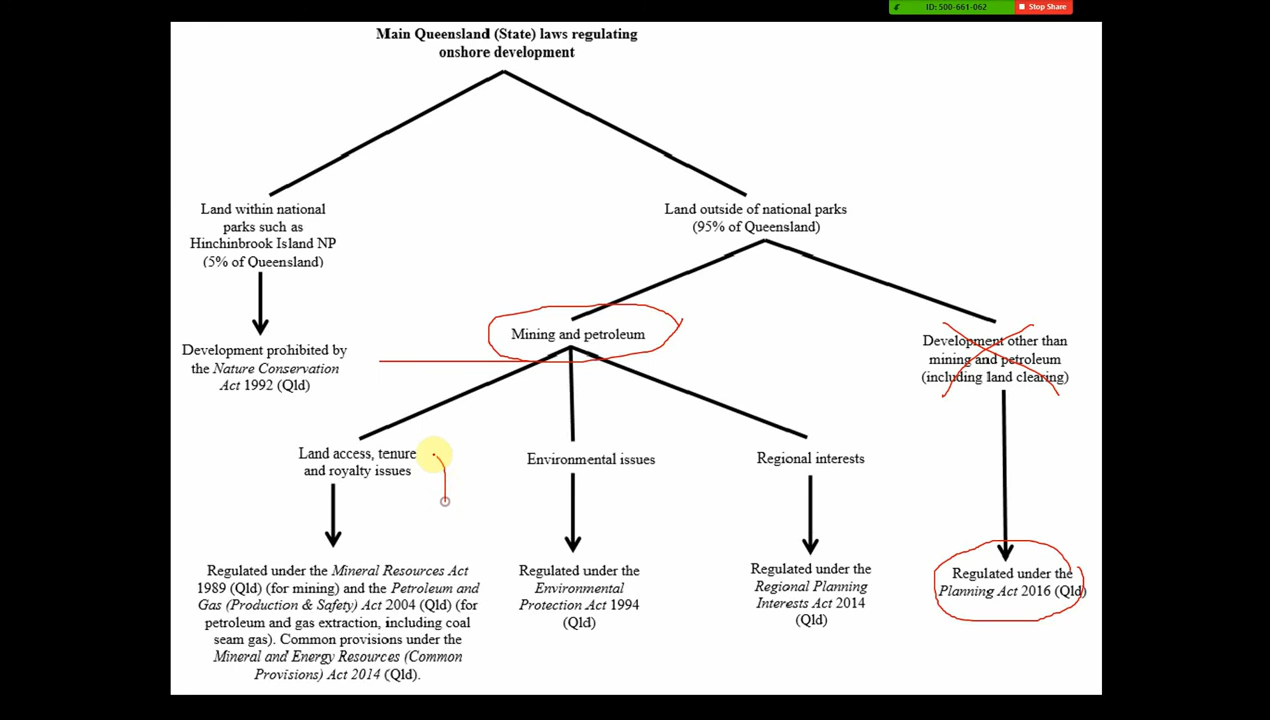 ID: 500-661-062
Stop Share
Main Queensland (State) laws regulating
onshore development
Land within national
parks such as
Hinchinbrook Island NP
(5% of Queensland)
Land outside of national parks
(95% of Queensland)
Development prohibited by
the Nature Conservation
Act 1992 (Qld)
Mining and petroleum
Development other than
mining and petroleum
(including land clearing)
Land access, tenure
and royalty issues
Environmental issues
Regional interests
Regulated under the Mineral Resources Act
1989 (Qld) (for mining) and the Petroleum and
Gas (Production & Safety) Act 2004 (Qld) (for
petroleum and gas extraction, including coal
seam gas). Common provisions under the
Mineral and Energy Resources (Common
Provisions) Act 2014 (Qld).
Regulated under the
Environmental
Protection Act 1994
(Qld)
Regulated under the
Regional Planning
Interests Act 2014
(Qld)
Regulated under the
Planning Act 2016 (Qld)